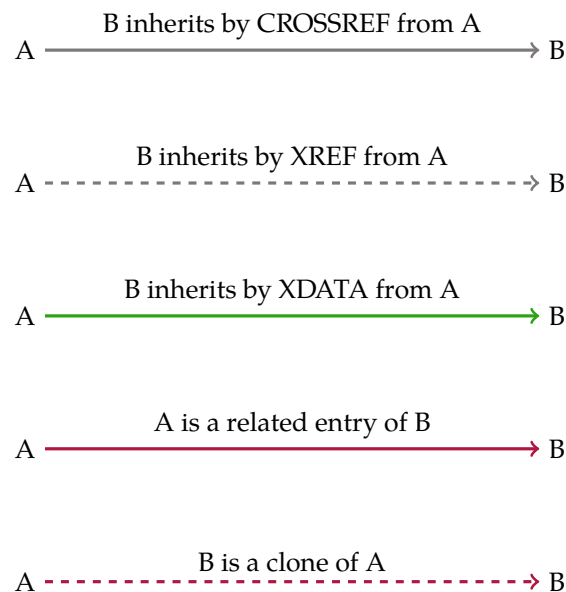 B inherits by CROSSREF from A
A B
B inherits by XREF from A
A B
B inherits by XDATA from A
A B
A is a related entry of B
A B
B is a clone of A
A B